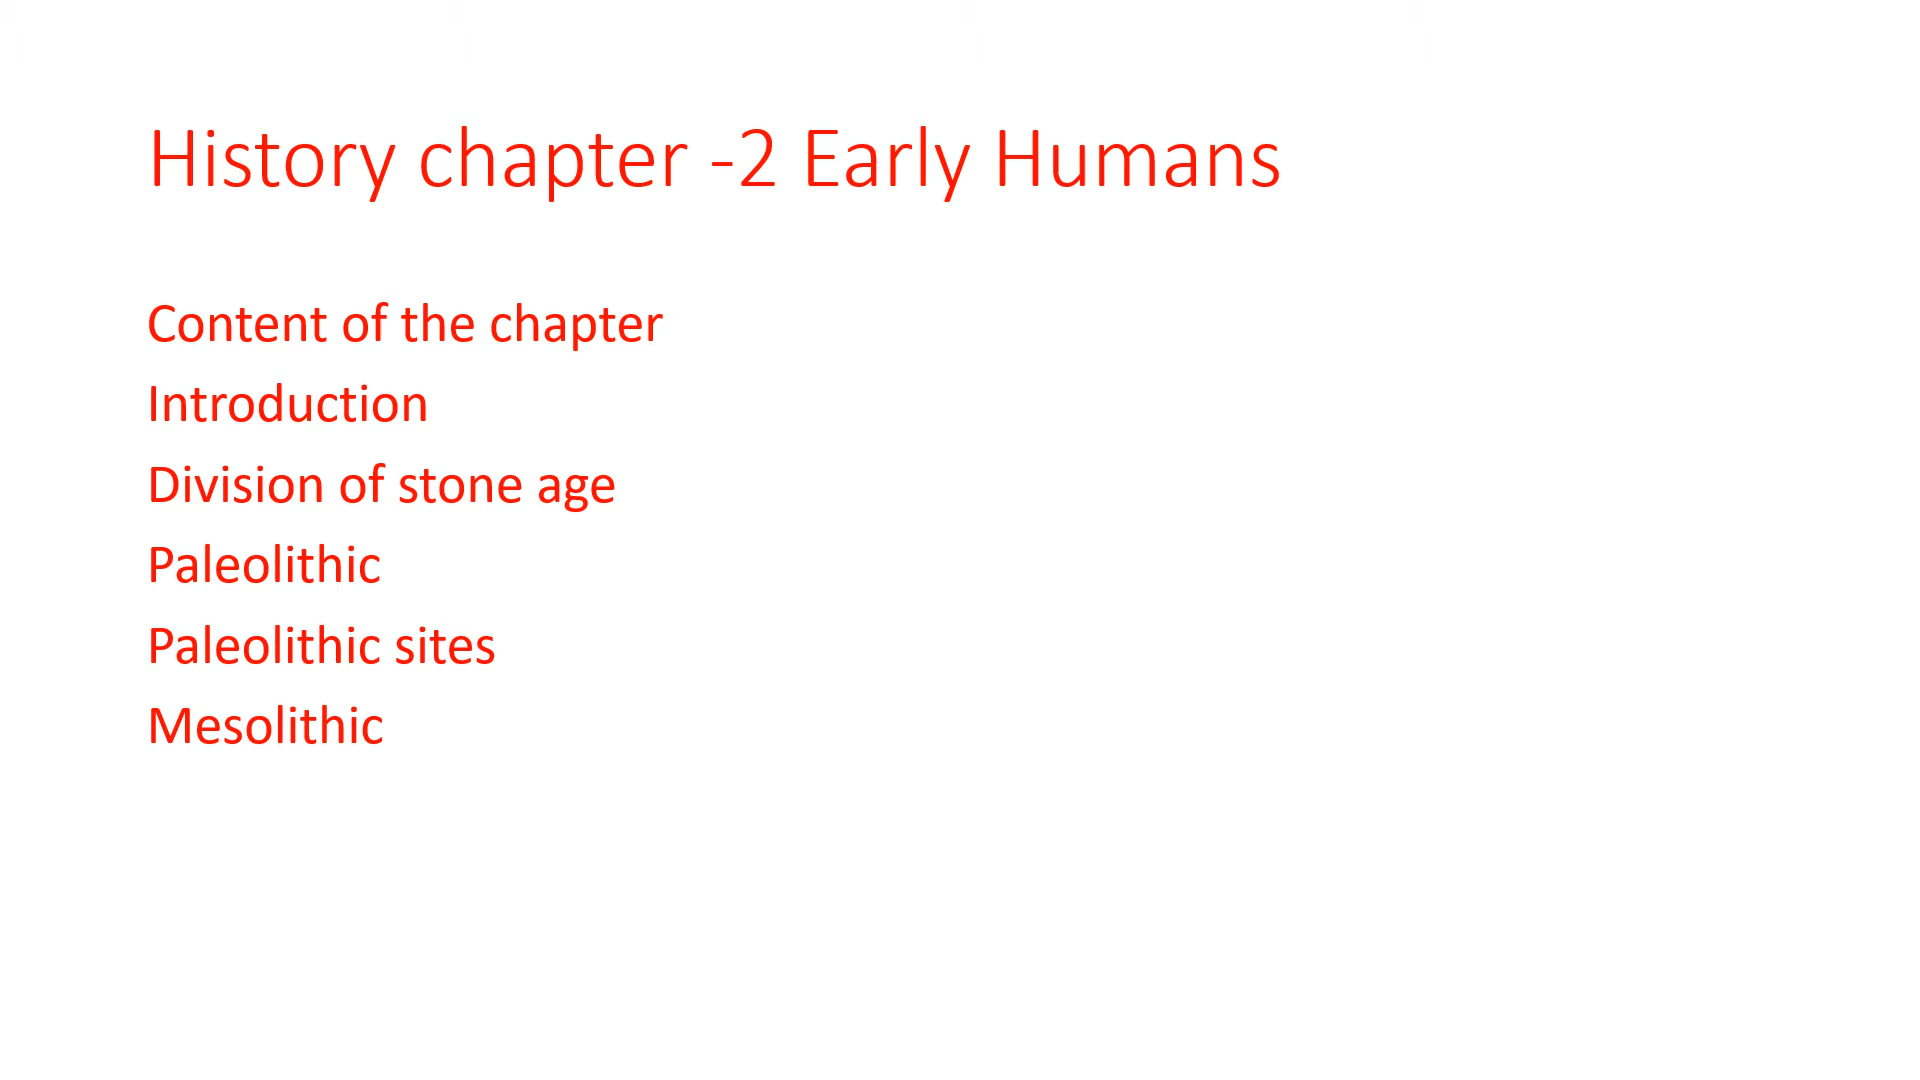 History chapter -2 Early Humans
Content of the chapter
Introduction
Division of stone age
Paleolithic
Paleolithic sites
Mesolithic